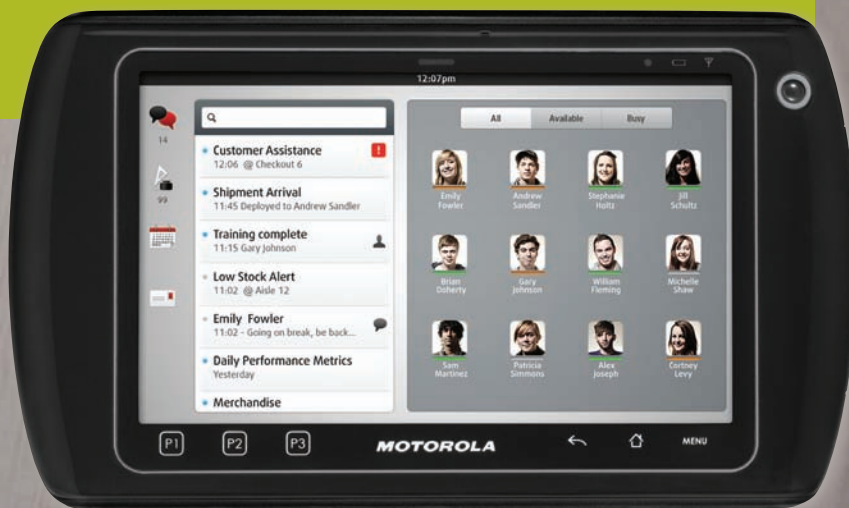 12:07pm
14
99
Customer Assistance
12:06 @ Checkout 6
Shipment Arrival
11:45 Deployed to Andrew Sandler
Training complete
11:15 Gary Johnson
Low Stock Alert
11:02 @ Aisle 12
Emily Fowler
11:02 - Going on break, be back...
Daily Performance Metrics
Yesterday
Merchandise
All Available Busy
Emily
Fowler
Andrew
Sandler
Stephanie
Holtz
Jill
Schultz
Brian
Doherty
Gary
Johnson
William
Fleming
Michelle
Shaw
Sam
Martinez
Patricia
Simmons
Alex
Joseph
Cortney
Levy
P1 P2 P3 MOTOROLA MENU